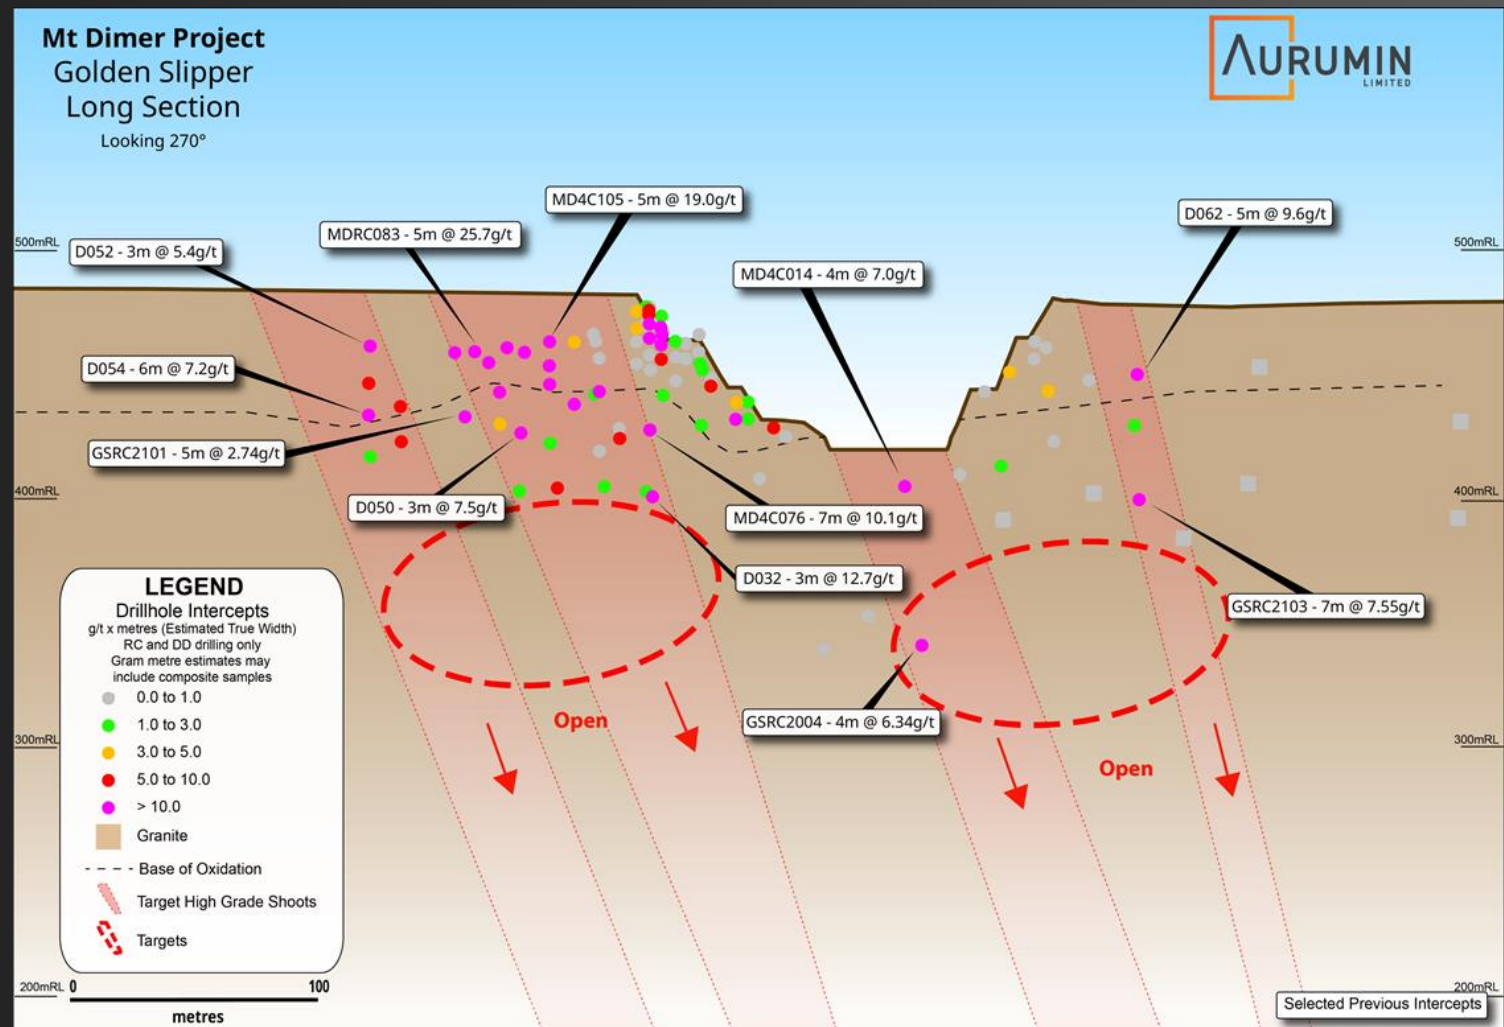 Mt Dimer Project
Golden Slipper
Long Section
Looking 270°
AURUMIN
LIMITED
MD4C105 - 5m @ 19.0g/t
D062 - 5m @ 9.6g/t
MDRC083 - 5m @ 25.7g/t
500mRL
D052 - 3m @ 5.4g/t
500mRL
MD4C014 - 4m @ 7.0g/t
D054 - 6m @ 7.2g/t
GSRC2101 - 5m @ 2.74g/t
400mRL
400mRL
D050 - 3m @ 7.5g/t
MD4C076 - 7m @ 10.1g/t
D032 - 3m @ 12.7g/t
GSRC2103 - 7m @ 7.55g/t
LEGEND
Drillhole Intercepts
g/t x metres (Estimated True Width)
RC and DD drilling only
Gram metre estimates may
include composite samples
0.0 to 1.0
1.0 to 3.0
3.0 to 5.0
5.0 to 10.0
> 10.0
Granite
Base of Oxidation
Target High Grade Shoots
Targets
Open
GSRC2004 - 4m @ 6.34g/t
300mRL
300mRL
Open
200mRL
0
100
metres
200mRL
Selected Previous Intercepts